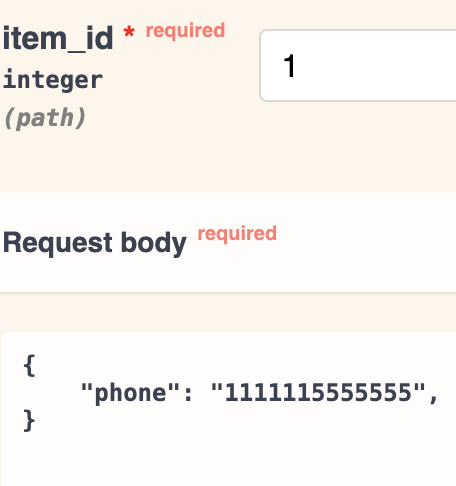 item_id * required
integer
(path)
1
Request body required
{
"phone": "1111115555555",
}